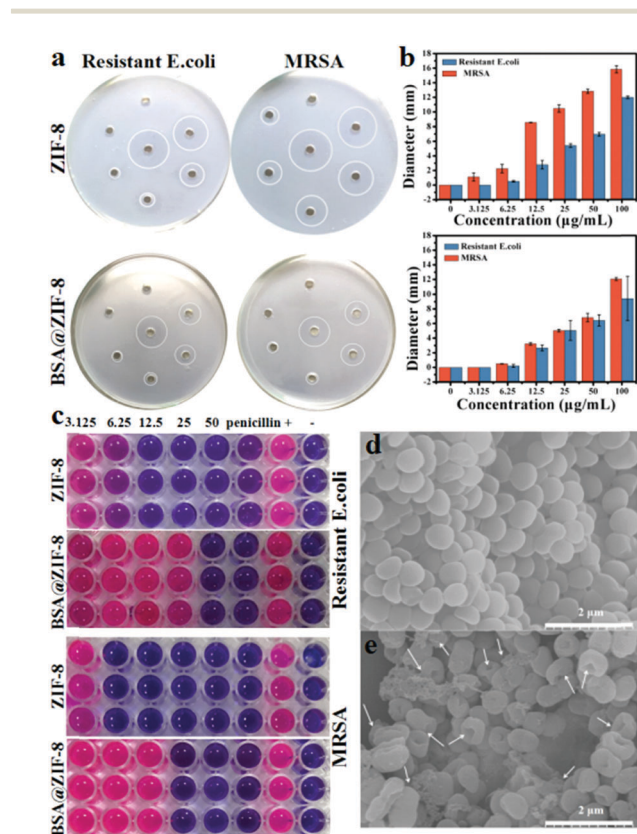 a
Resistant E.coli
MRSA
ZIF-8
BSA@ZIF-8
b
Resistant E.coli
MRSA
Diameter (mm)
18
16
14
12
10
8
6
4
2
0
-2
0 3.125 6.25 12.5 25 50 100
Concentration (µg/mL)
Resistant E.coli
MRSA
Diameter (mm)
18
16
14
12
10
8
6
4
2
0
-2
0 3.125 6.25 12.5 25 50 100
Concentration (µg/mL)
c
3.125 6.25 12.5 25 50 penicillin + -
ZIF-8
BSA@ZIF-8
Resistant E.coli
ZIF-8
BSA@ZIF-8
MRSA
d
2 µm
e
2 µm